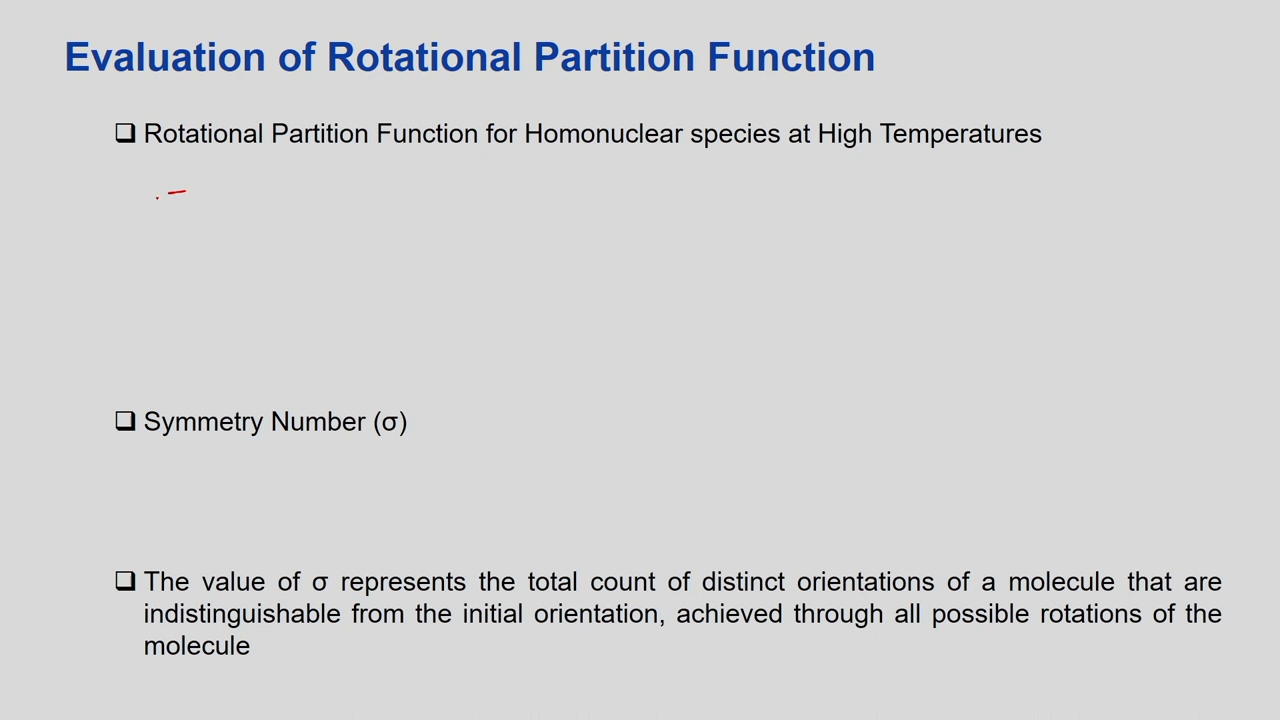 Evaluation of Rotational Partition Function
❑ Rotational Partition Function for Homonuclear species at High Temperatures
❑ Symmetry Number (σ)
❑ The value of σ represents the total count of distinct orientations of a molecule that are
indistinguishable from the initial orientation, achieved through all possible rotations of the
molecule